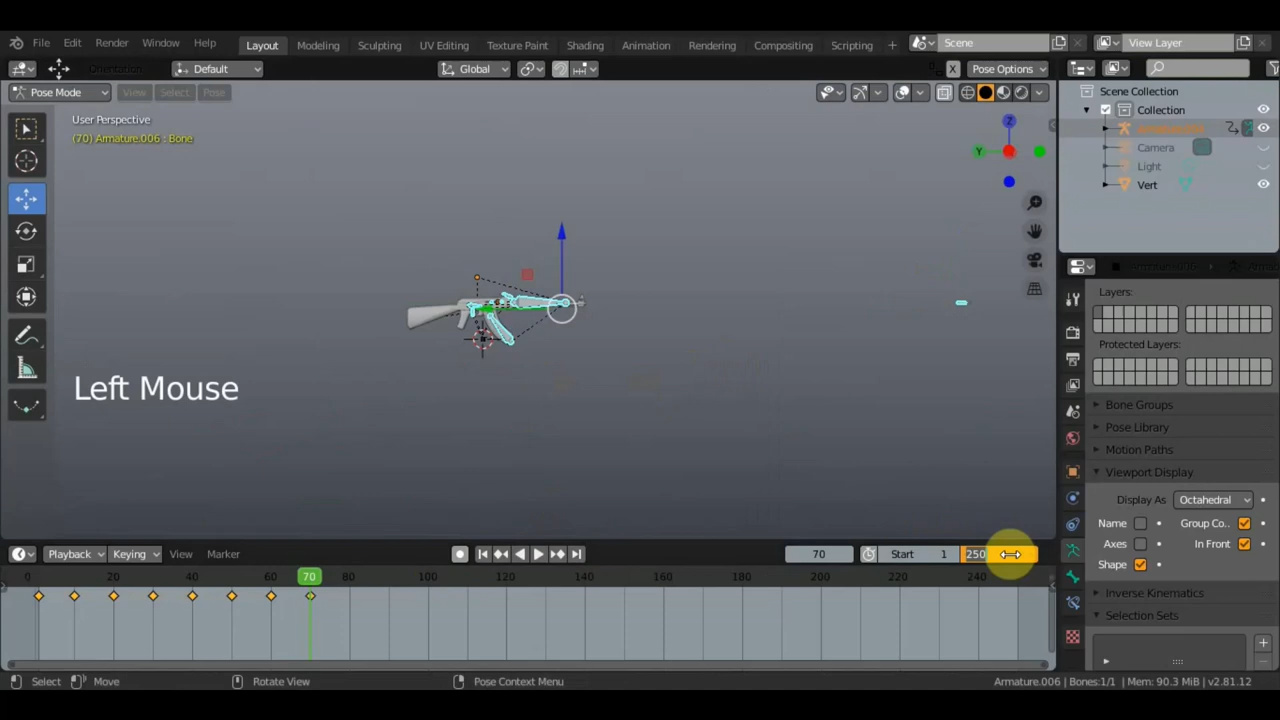 File Edit Render Window Help Layout Modeling Sculpting UV Editing Texture Paint Shading Animation Rendering Compositing Scripting + Scene View Layer
Orientation Default Global X Pose Options
Pose Mode View Select Pose
User Perspective
(70) Armature.006 : Bone
Z
Y
Left Mouse
Scene Collection
Collection
Camera
Light
Vert
Armature.006
Layers:
Protected Layers:
Bone Groups
Pose Library
Motion Paths
Viewport Display
Display As Octahedral
Name Group Co..
Axes In Front
Shape
Inverse Kinematics
Selection Sets
Playback Keying View Marker 70 Start 1 250
0 20 40 60 70 80 100 120 140 160 180 200 220 240
Select Move Rotate View Pose Context Menu Armature.006 | Bones:1/1 | Mem: 90.3 MiB | v2.81.12